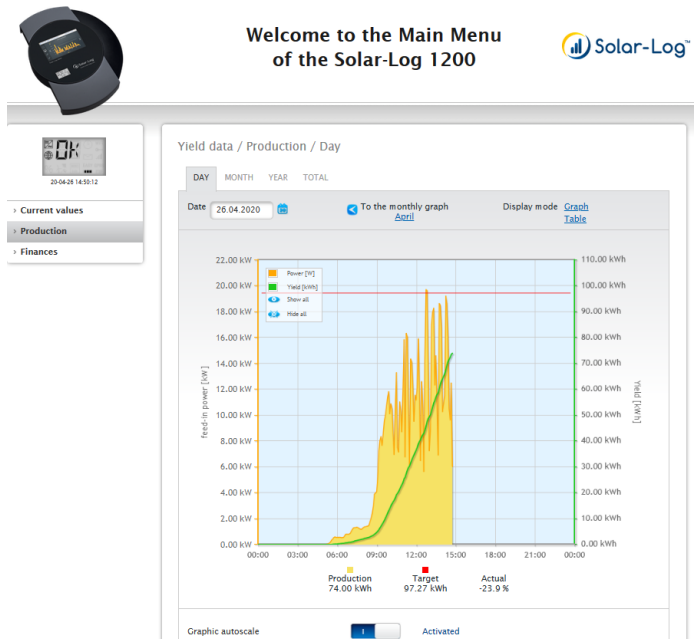 Welcome to the Main Menu
of the Solar-Log 1200
Solar-Log™
OK
20-04-26 14:50:12
› Current values
› Production
› Finances
Yield data / Production / Day
DAY MONTH YEAR TOTAL
Date 26.04.2020 To the monthly graph Display mode Graph
April Table
22.00 kW 110.00 kWh
Power [W]
20.00 kW Yield [kWh] 100.00 kWh
Show all
18.00 kW Hide all 90.00 kWh
16.00 kW 80.00 kWh
14.00 kW 70.00 kWh
12.00 kW 60.00 kWh
10.00 kW 50.00 kWh
8.00 kW 40.00 kWh
6.00 kW 30.00 kWh
4.00 kW 20.00 kWh
2.00 kW 10.00 kWh
0.00 kW 0.00 kWh
feed-in power [kW]
Yield [kWh]
00:00 03:00 06:00 09:00 12:00 15:00 18:00 21:00 00:00
Production Target Actual
74.00 kWh 97.27 kWh -23.9 %
Graphic autoscale I Activated